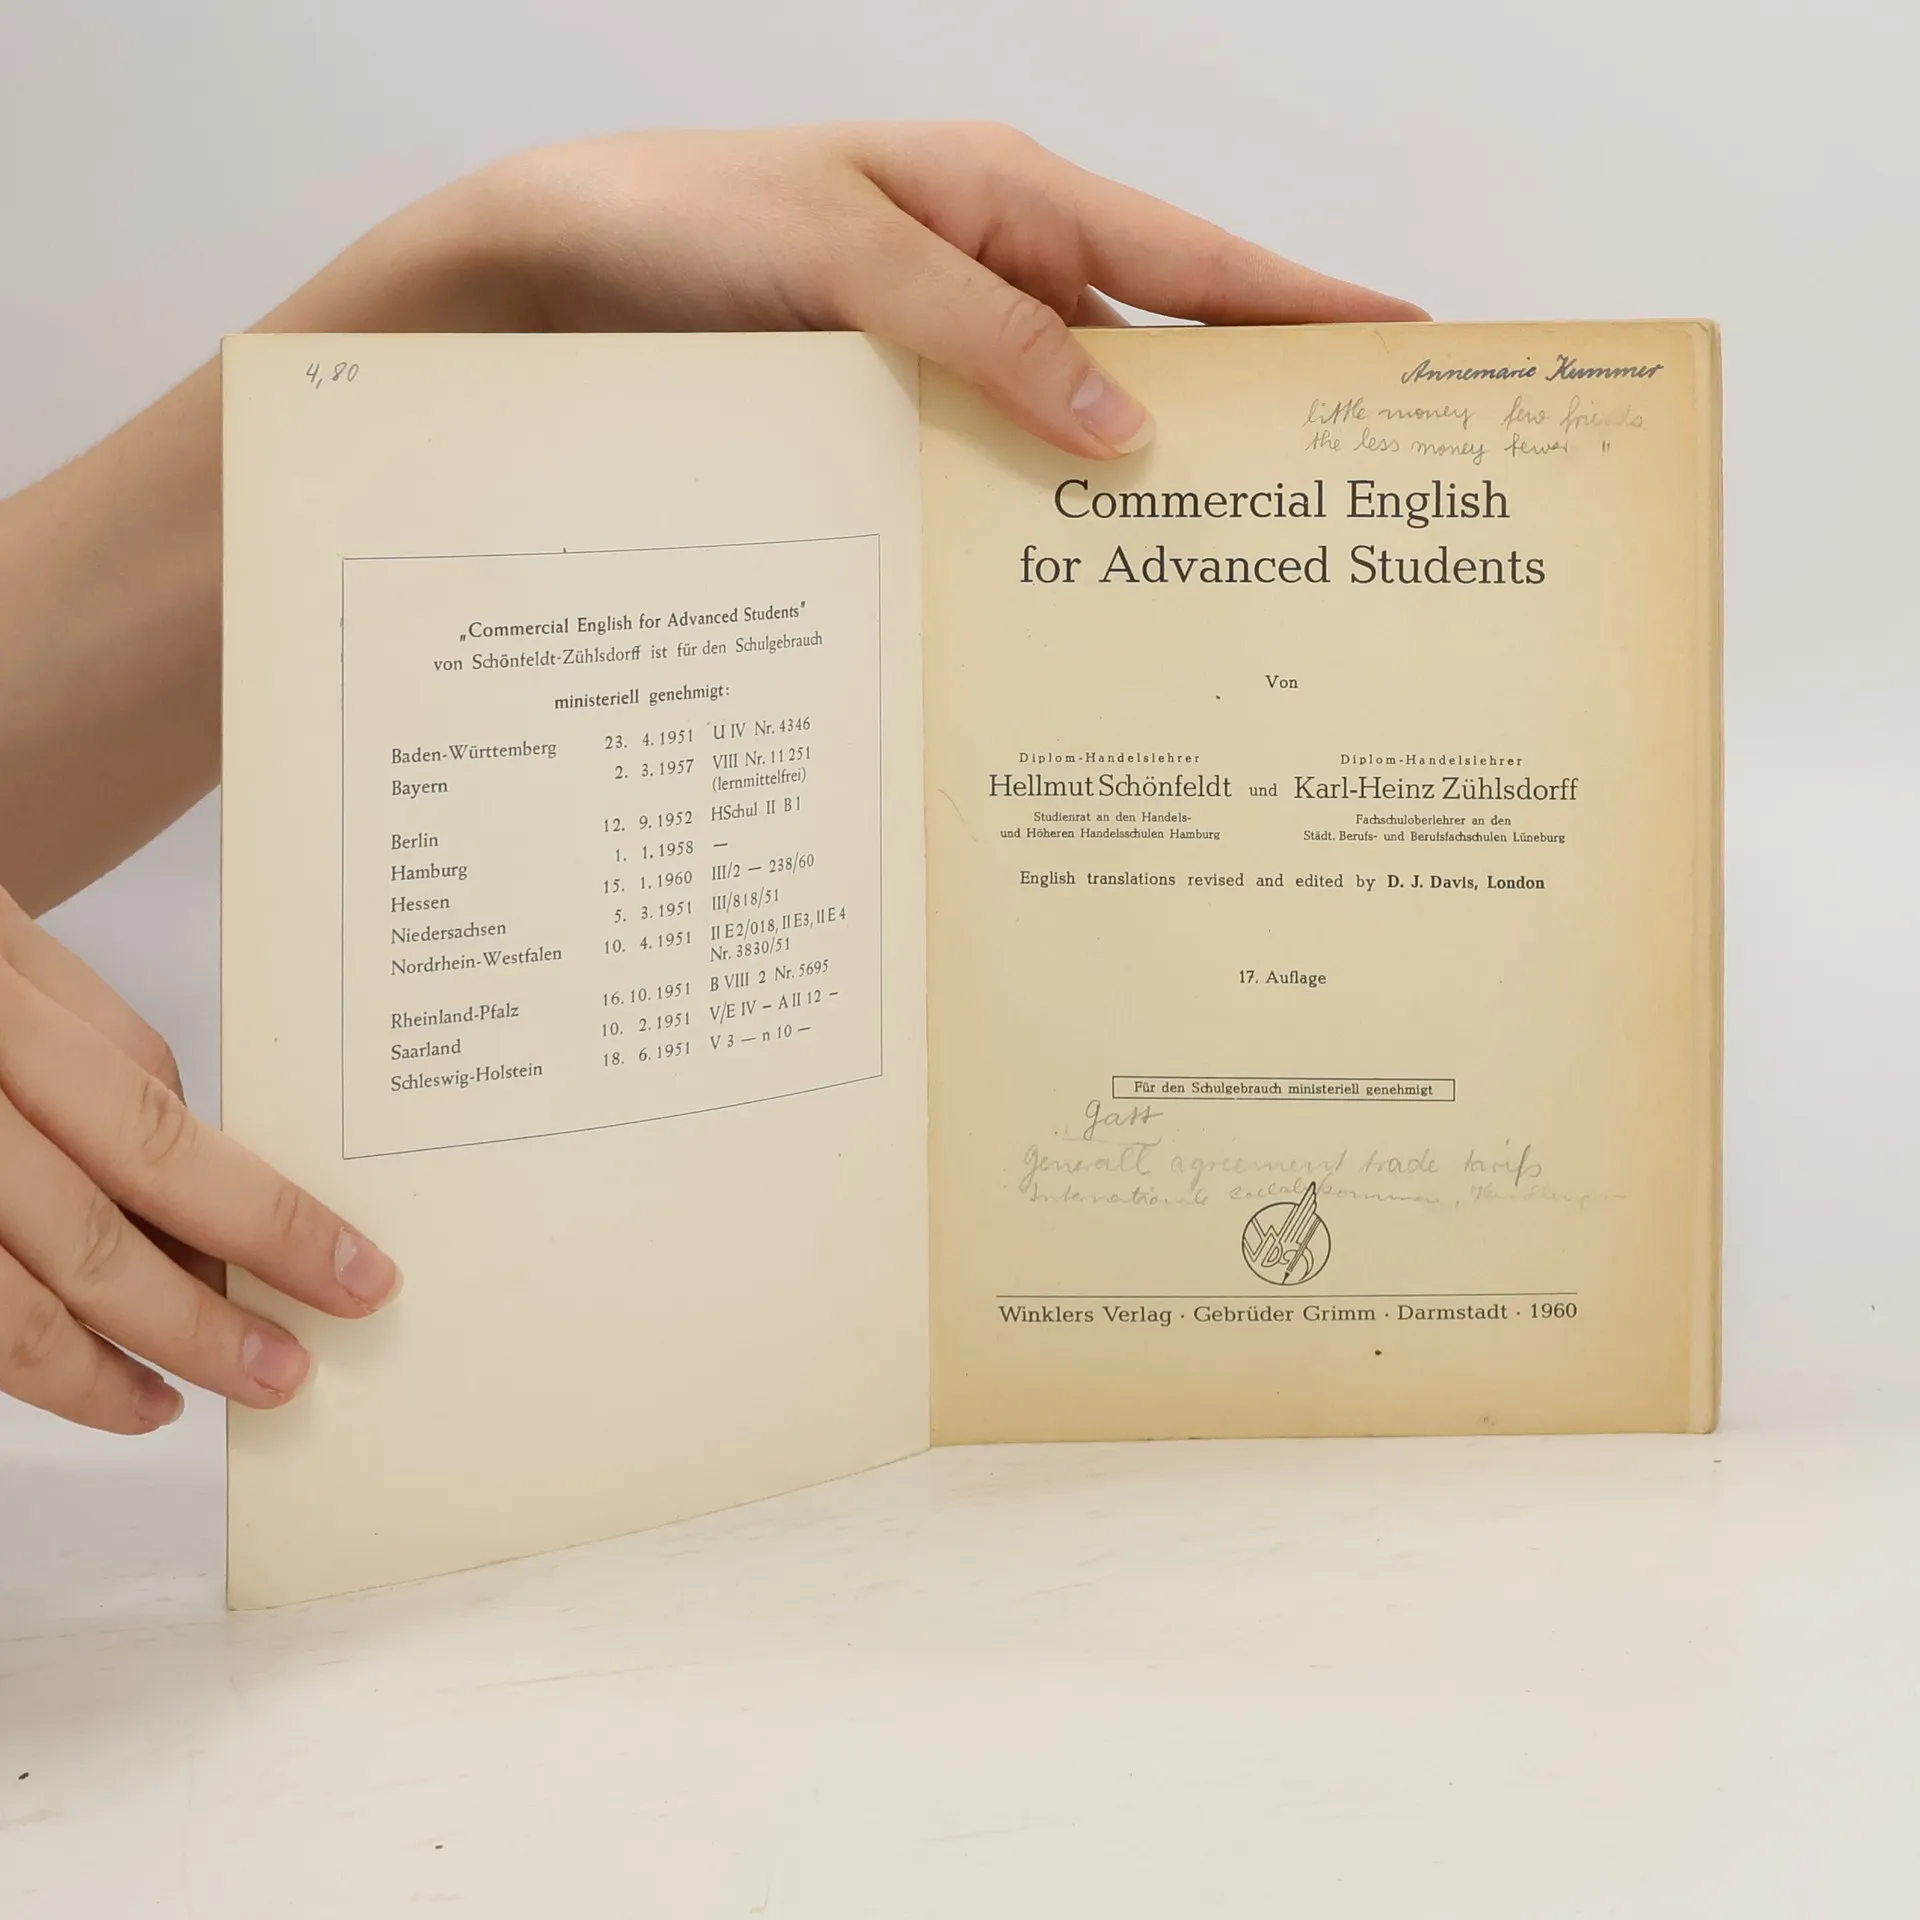 4,80
„Commercial English for Advanced Students"
von Schönfeldt-Zühlsdorff ist für den Schulgebrauch
ministeriell genehmigt:
Baden-Württemberg 23. 4. 1951 U IV Nr. 4346
Bayern 2. 3. 1957 VIII Nr. 11 251
(lernmittelfrei)
Berlin 12. 9. 1952 HSchul II B 1
Hamburg 1. 1. 1958 —
Hessen 15. 1. 1960 III/2 — 238/60
Niedersachsen 5. 3. 1951 III/818/51
Nordrhein-Westfalen 10. 4. 1951 II E 2/018, II E 3, II E 4
Nr. 3830/51
Rheinland-Pfalz 16. 10. 1951 B VIII 2 Nr. 5695
Saarland 10. 2. 1951 V/E IV – A II 12 –
Schleswig-Holstein 18. 6. 1951 V 3 — n 10 —
Annemarie Kummer
little money few friends
the less money fewer "
Commercial English
for Advanced Students
Von
Diplom-Handelslehrer
Hellmut Schönfeldt
Studienrat an den Handels-
und Höheren Handelsschulen Hamburg
und
Diplom-Handelslehrer
Karl-Heinz Zühlsdorff
Fachschuloberlehrer an den
Städt. Berufs- und Berufsfachschulen Lüneburg
English translations revised and edited by D. J. Davis, London
17. Auflage
Für den Schulgebrauch ministeriell genehmigt
Gatt
Generall agreement trade tarifs
Internationale
Winklers Verlag · Gebrüder Grimm · Darmstadt · 1960